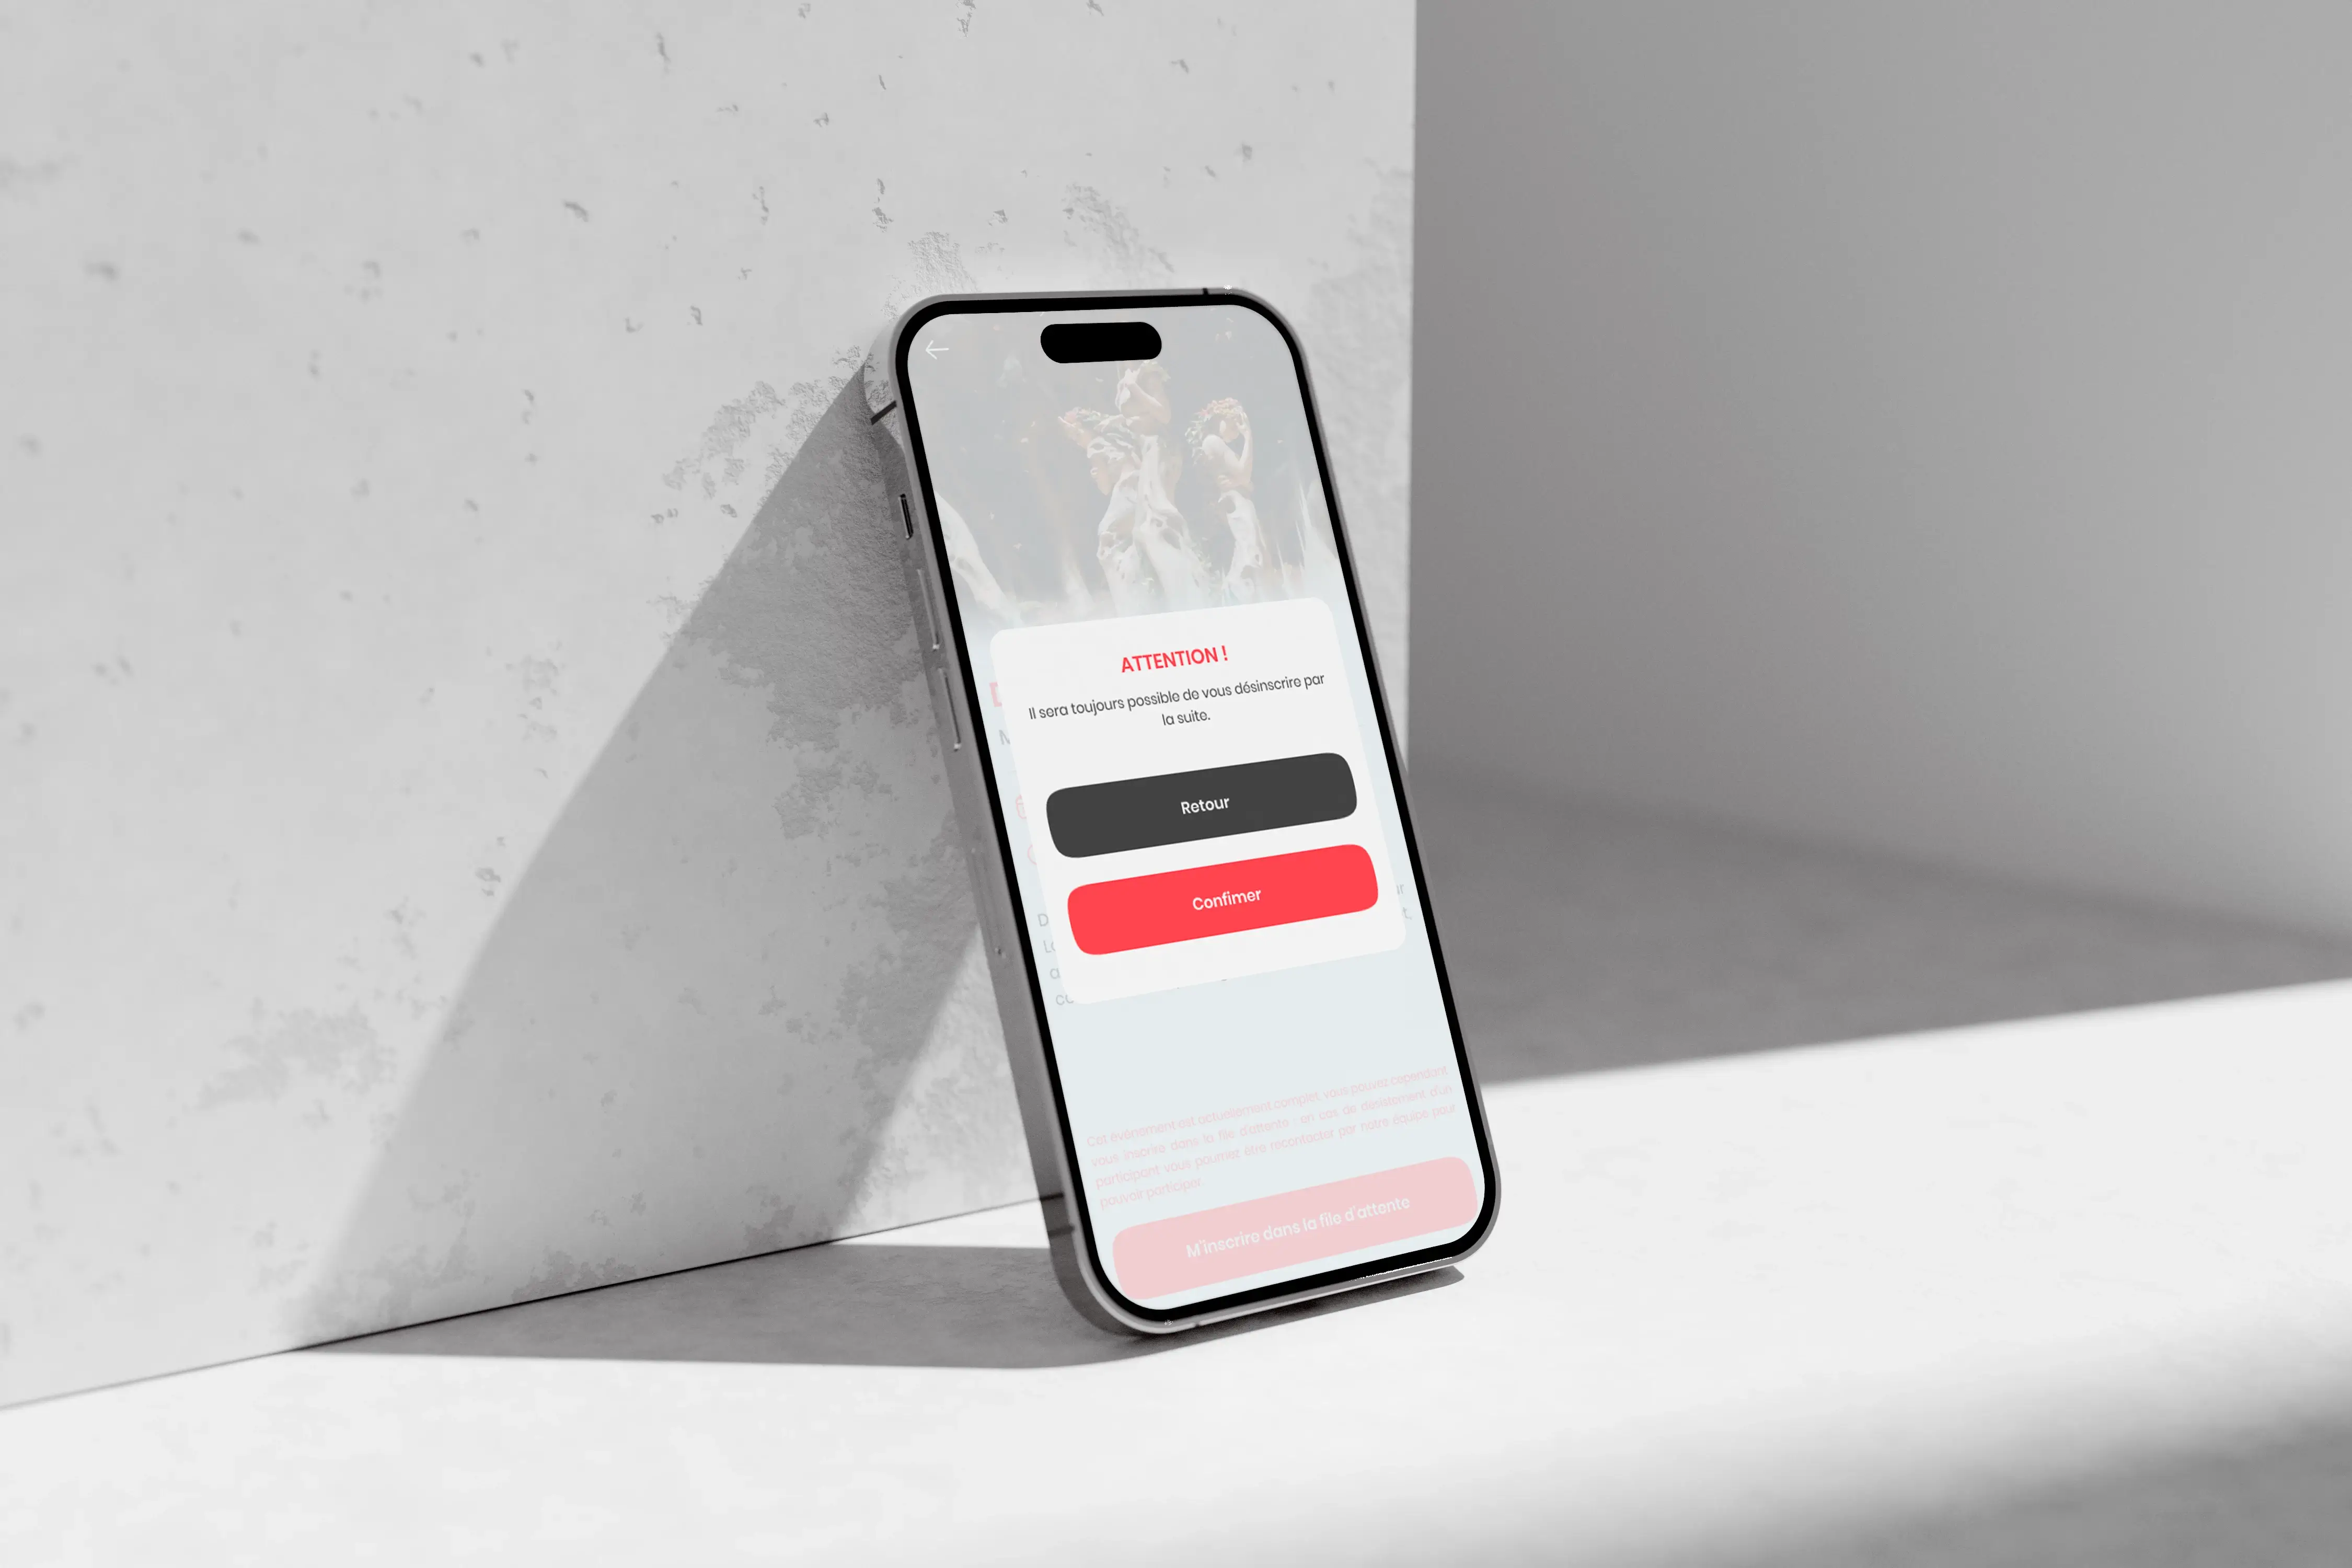 ATTENTION !
Il sera toujours possible de vous désinscrire par
la suite.
Retour
Confimer
Cet événement est actuellement complet, vous pouvez cependant
vous inscrire dans la file d'attente : en cas de désistement d'un
participant vous pourrez être recontacter par notre équipe pour
pouvoir participer.
M'inscrire dans la file d'attente